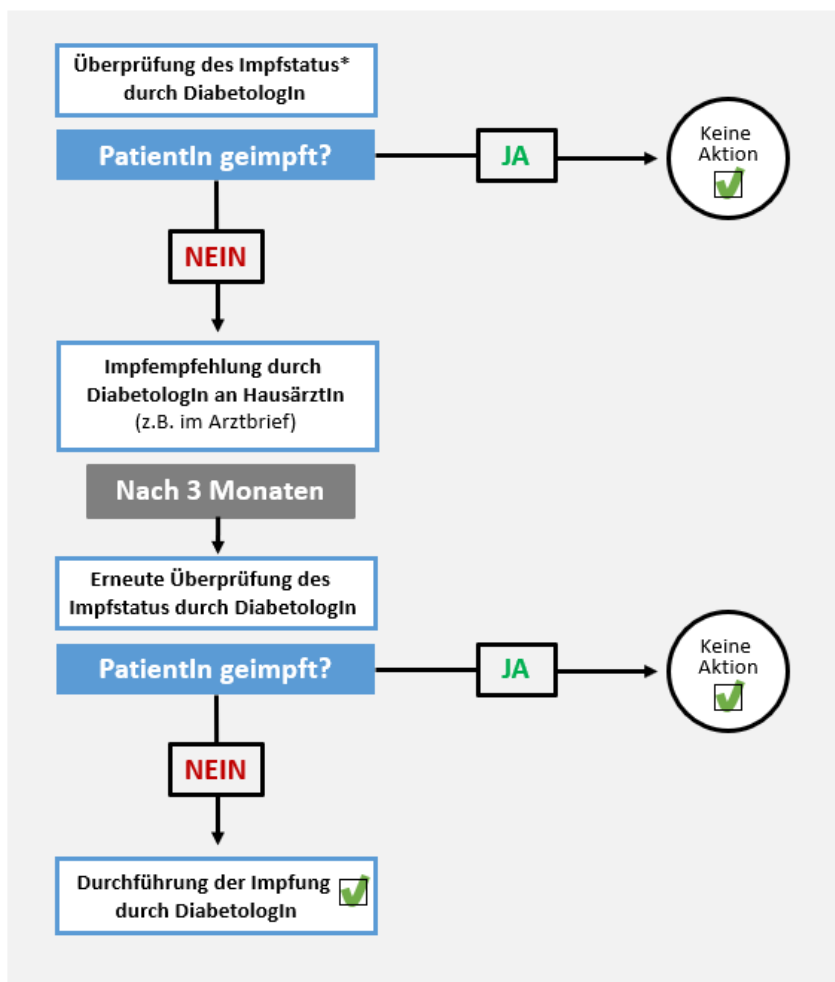 Überprüfung des Impfstatus*
durch DiabetologIn
PatientIn geimpft?
JA
Keine
Aktion
NEIN
Impfempfehlung durch
DiabetologIn an HausärztIn
(z.B. im Arztbrief)
Nach 3 Monaten
Erneute Überprüfung des
Impfstatus durch DiabetologIn
PatientIn geimpft?
JA
Keine
Aktion
NEIN
Durchführung der Impfung
durch DiabetologIn